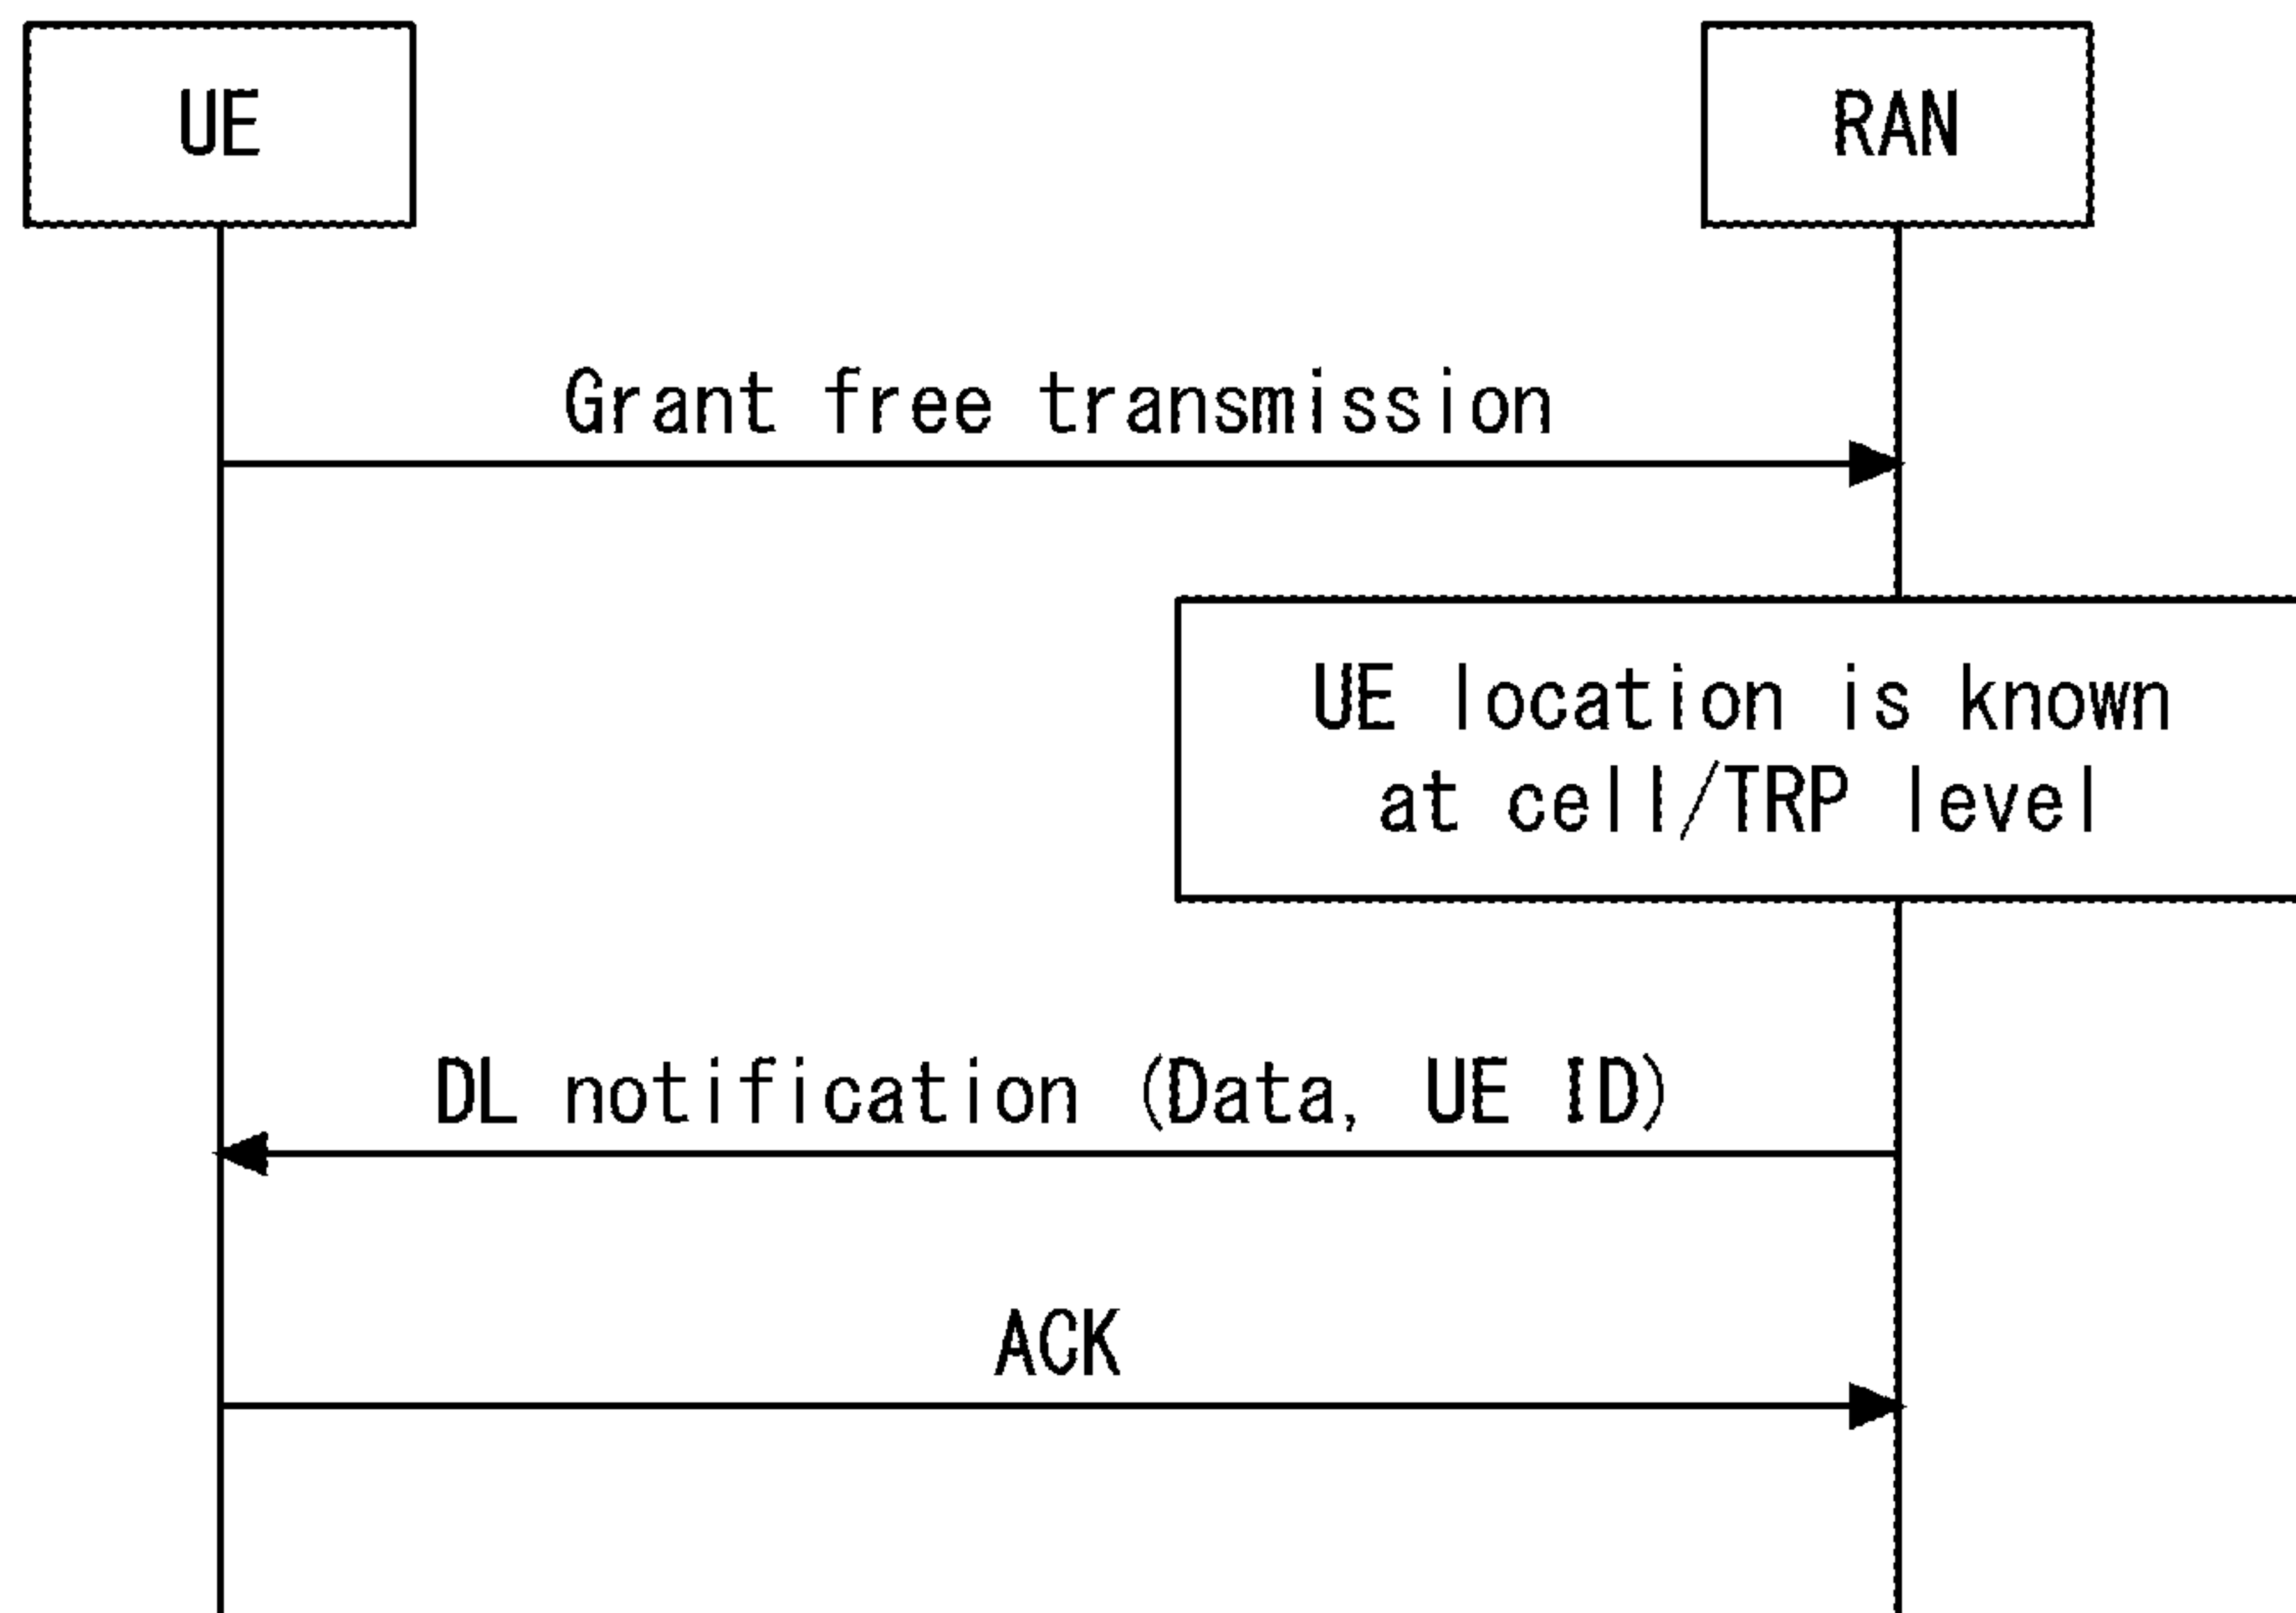 UE
RAN
Grant free transmission
UE location is known
at cell/TRP level
DL notification (Data, UE ID)
ACK